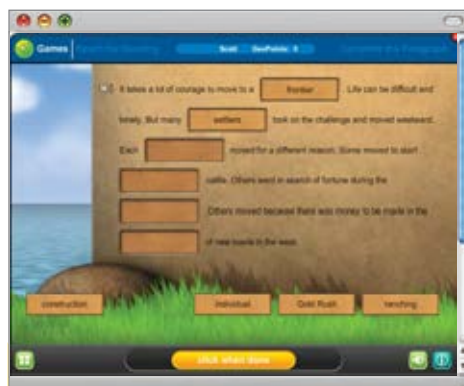 Games
Scott GeoPoints: 0
It takes a lot of courage to move to a frontier . Life can be difficult and
lonely. But many settlers took on the challenge and moved westward.
Each moved for a different reason. Some moved to start
cattle. Others went in search of fortune during the
. Others moved because there was money to be made in the
of new roads in the west.
construction individual Gold Rush ranching
click when done